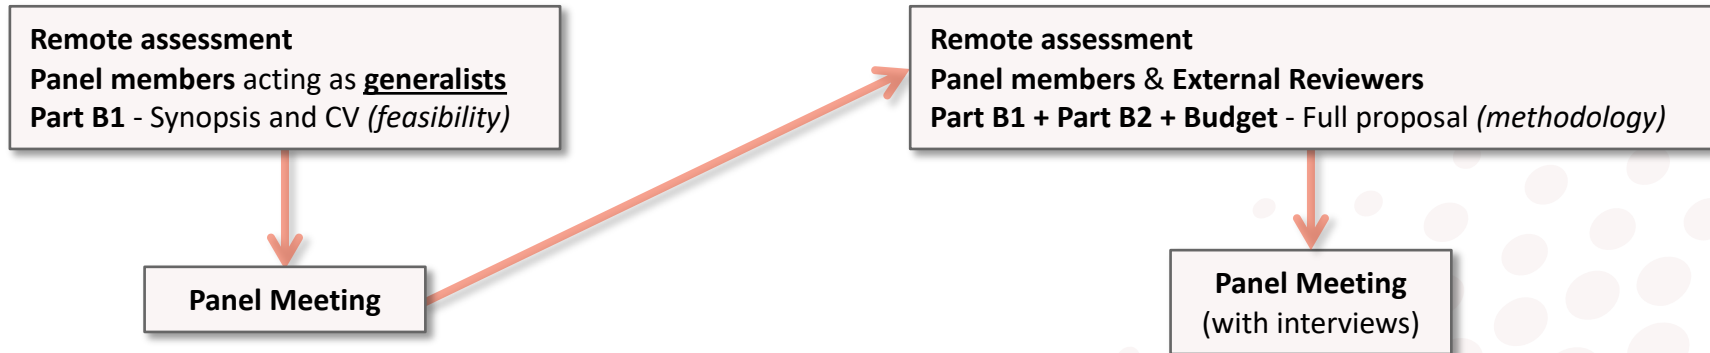 Remote assessment
Panel members acting as generalists
Part B1 - Synopsis and CV (feasibility)
Panel Meeting
Remote assessment
Panel members & External Reviewers
Part B1 + Part B2 + Budget - Full proposal (methodology)
Panel Meeting
(with interviews)